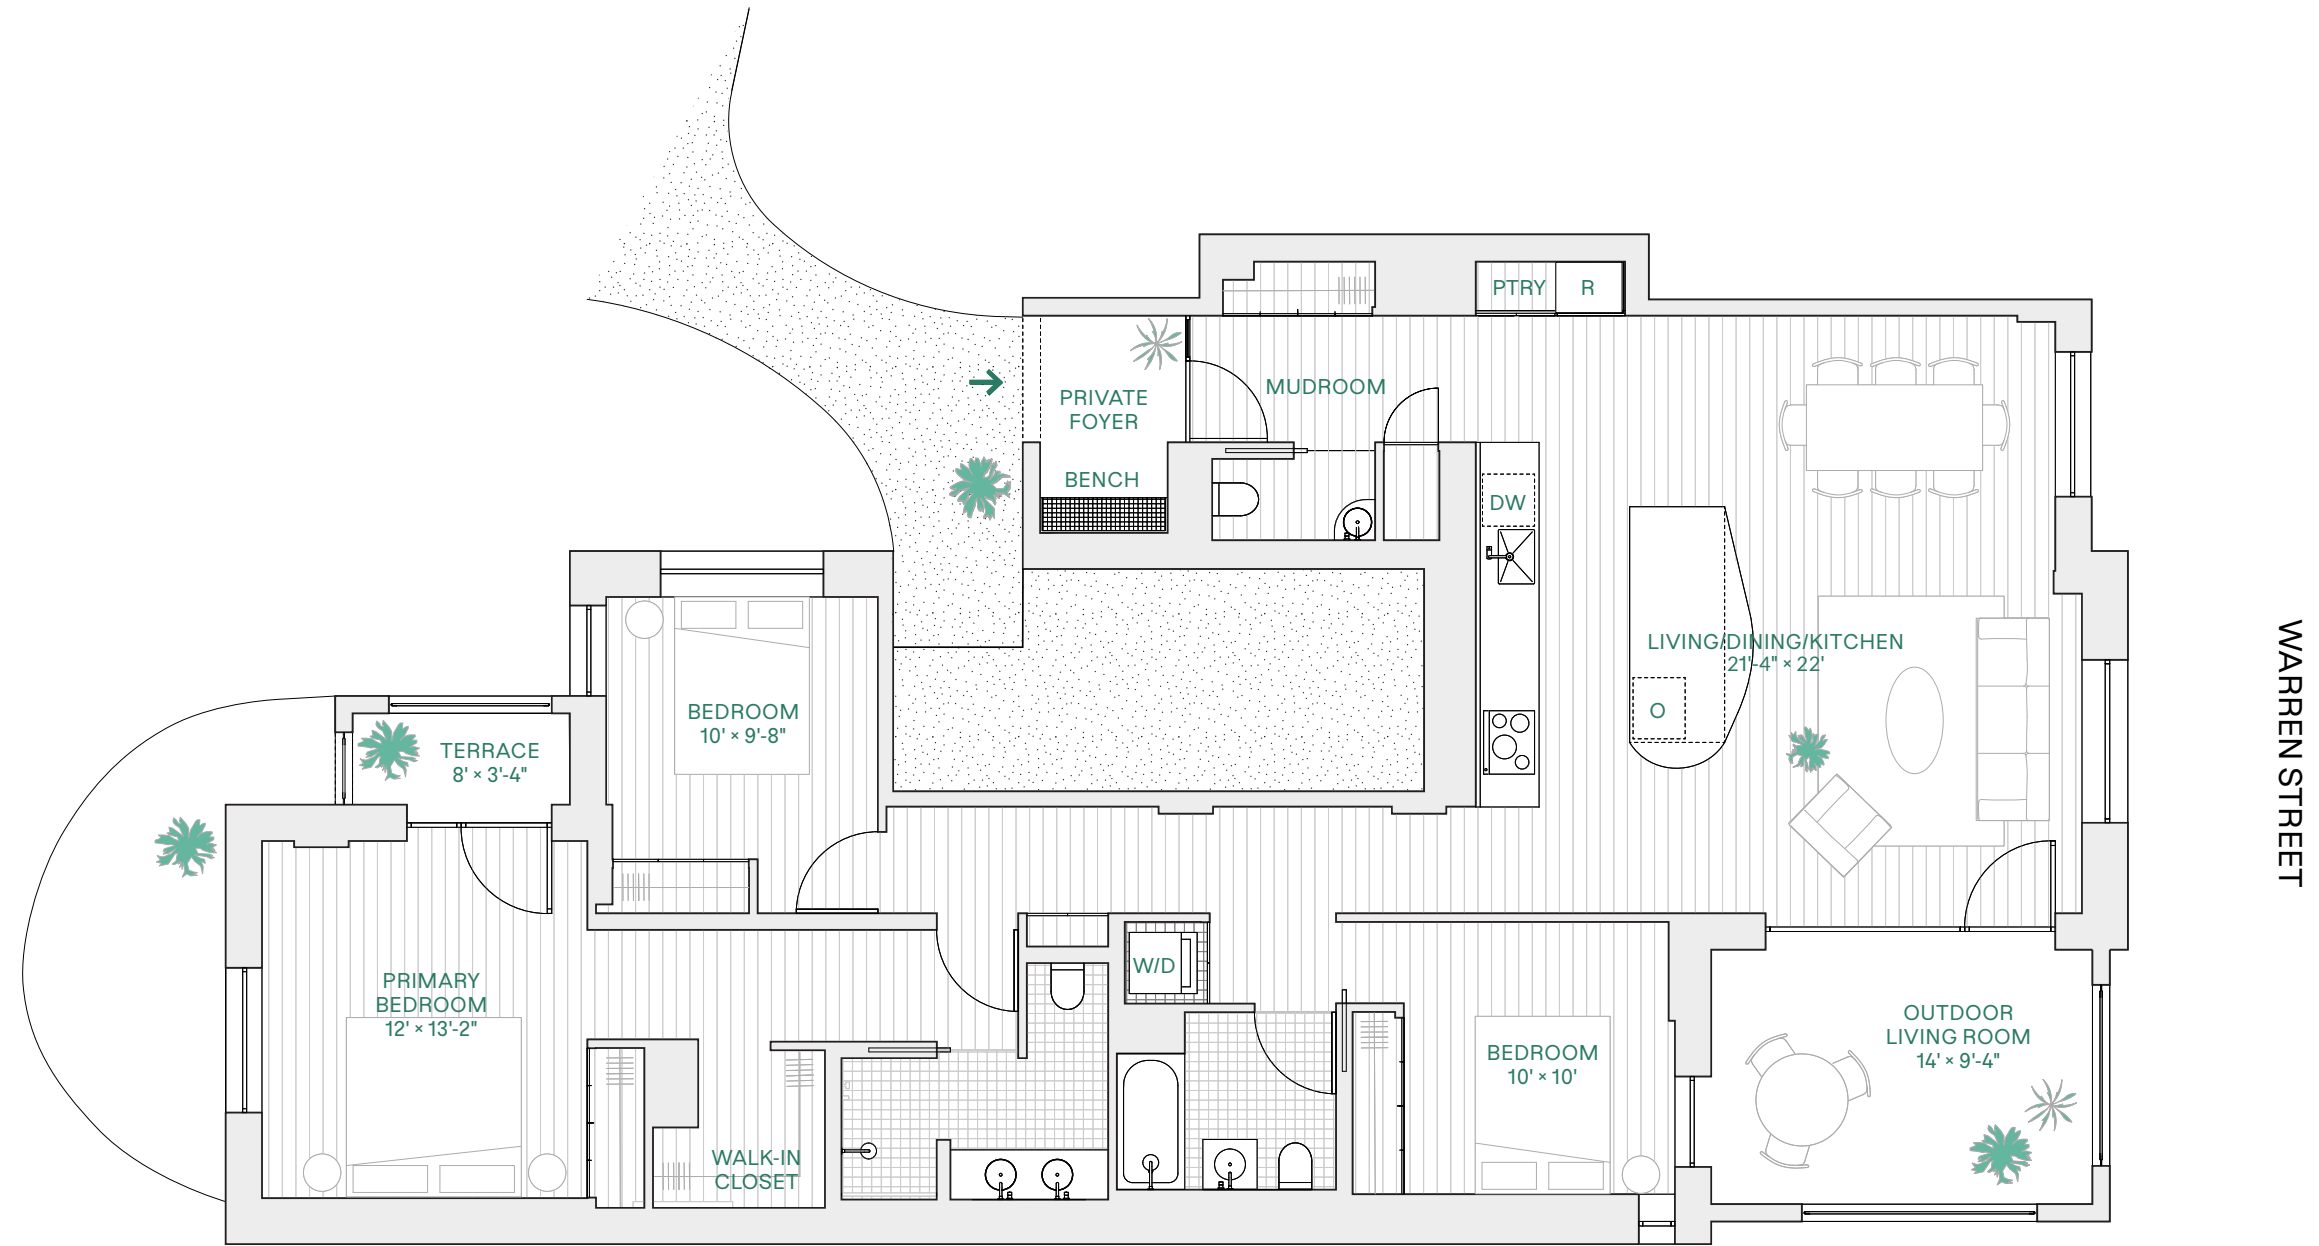 PTRY
R
MUDROOM
PRIVATE
FOYER
BENCH
DW
LIVING/DINING/KITCHEN
21'-4" × 22'
O
WARREN STREET
BEDROOM
10' × 9'-8"
TERRACE
8' × 3'-4"
W/D
PRIMARY
BEDROOM
12' × 13'-2"
OUTDOOR
LIVING ROOM
14' × 9'-4"
BEDROOM
10' × 10'
WALK-IN
CLOSET